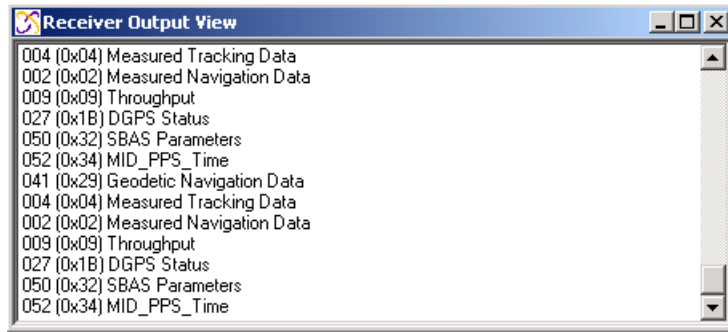 Receiver Output View
004 (0x04) Measured Tracking Data
002 (0x02) Measured Navigation Data
009 (0x09) Throughput
027 (0x1B) DGPS Status
050 (0x32) SBAS Parameters
052 (0x34) MID_PPS_Time
041 (0x29) Geodetic Navigation Data
004 (0x04) Measured Tracking Data
002 (0x02) Measured Navigation Data
009 (0x09) Throughput
027 (0x1B) DGPS Status
050 (0x32) SBAS Parameters
052 (0x34) MID_PPS_Time